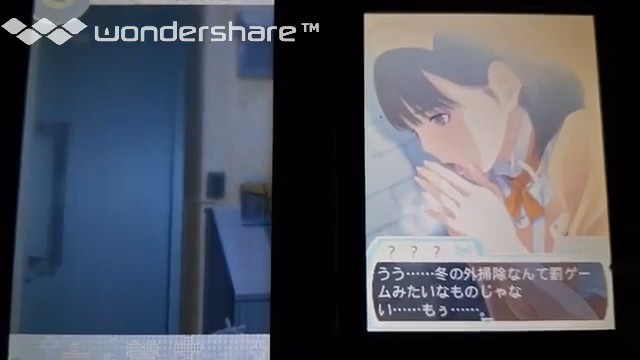 wondershare™
？ ？ ？
うう……冬の外掃除なんて罰ゲー
ムみたいなものじゃな
い……もぅ……。